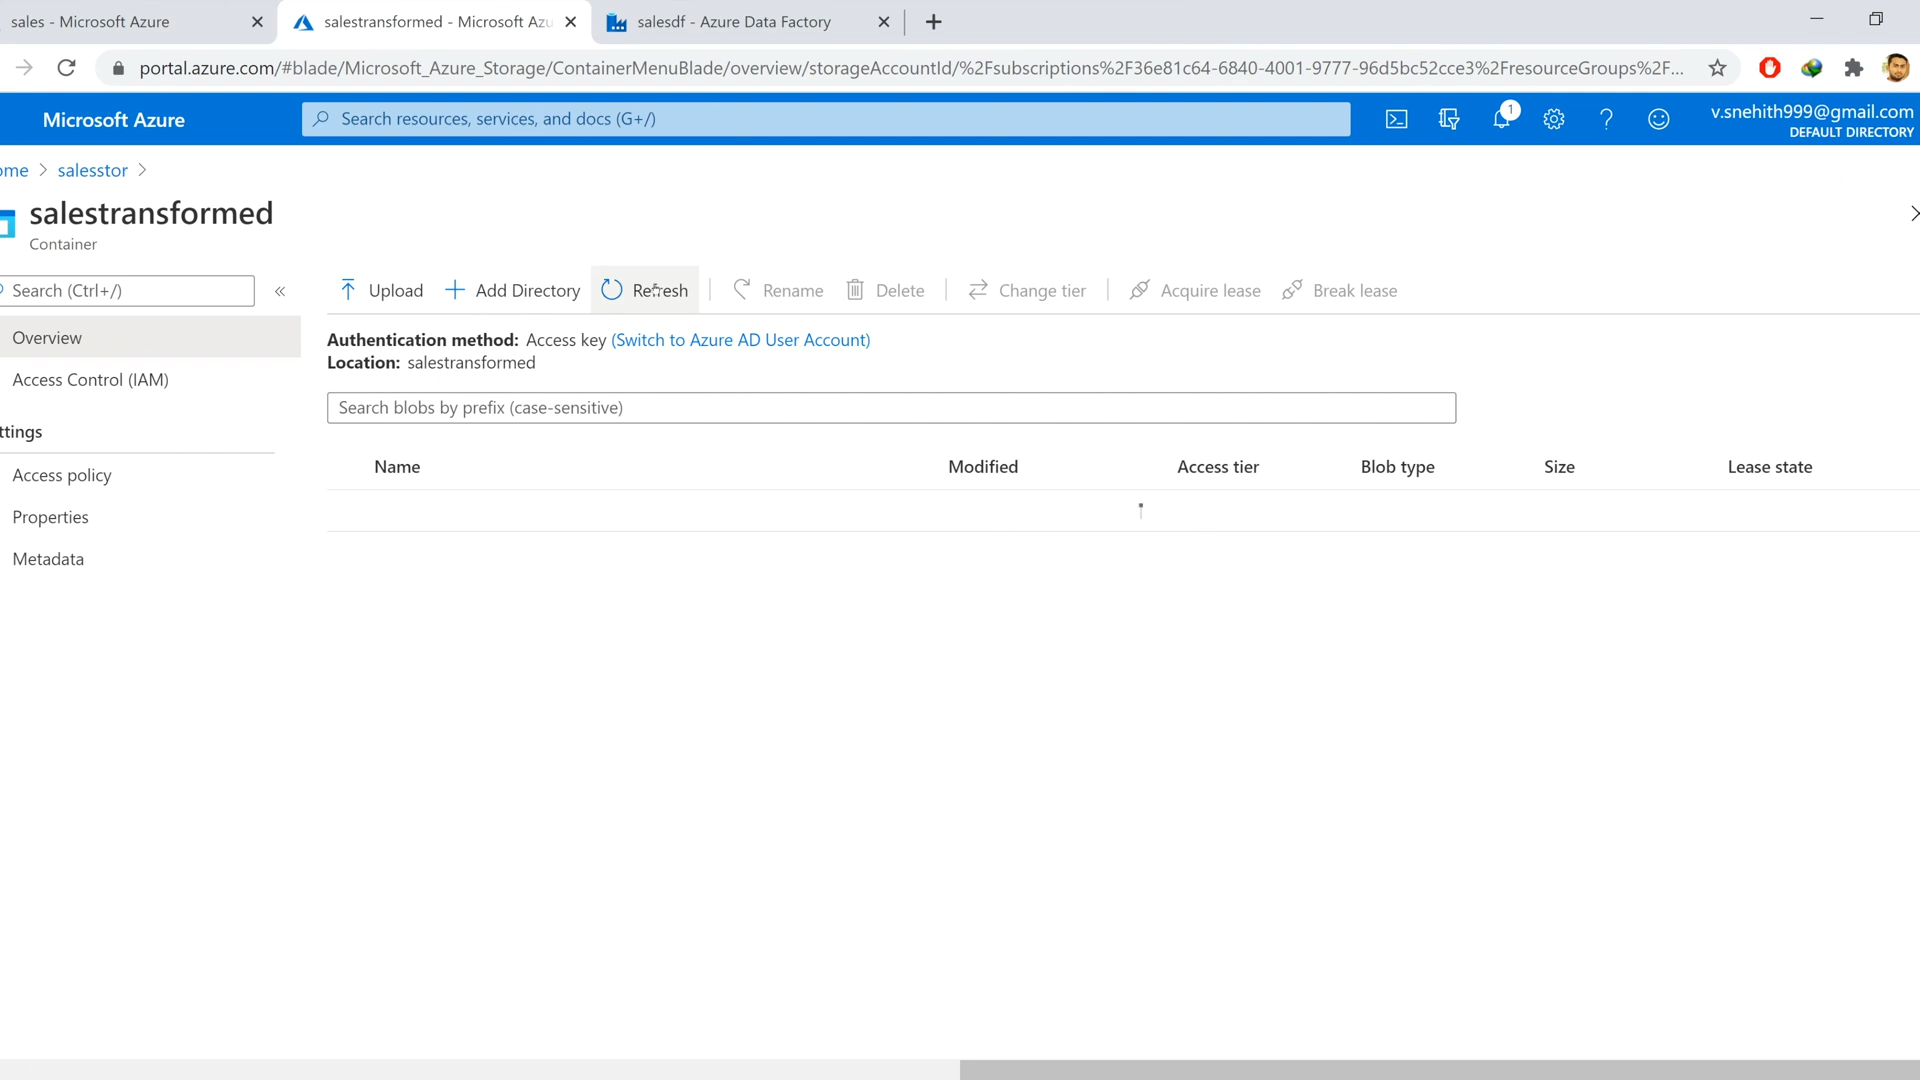 sales - Microsoft Azure
salestransformed - Microsoft Azu
salesdf - Azure Data Factory
portal.azure.com/#blade/Microsoft_Azure_Storage/ContainerMenuBlade/overview/storageAccountId/%2Fsubscriptions%2F36e81c64-6840-4001-9777-96d5bc52cce3%2FresourceGroups%2F...
Microsoft Azure
Search resources, services, and docs (G+/)
1
v.snehith999@gmail.com
DEFAULT DIRECTORY
ome > salesstor >
salestransformed
Container
Search (Ctrl+/)
«
Upload
Add Directory
Refresh
Rename
Delete
Change tier
Acquire lease
Break lease
Overview
Access Control (IAM)
ttings
Access policy
Properties
Metadata
Authentication method: Access key (Switch to Azure AD User Account)
Location: salestransformed
Search blobs by prefix (case-sensitive)
Name Modified Access tier Blob type Size Lease state